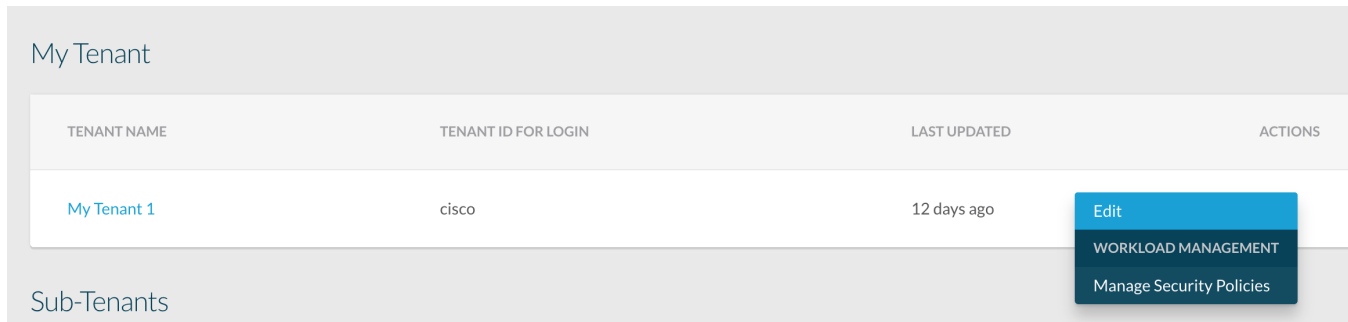 My Tenant
TENANT NAME TENANT ID FOR LOGIN LAST UPDATED ACTIONS
My Tenant 1 cisco 12 days ago Edit
WORKLOAD MANAGEMENT
Manage Security Policies
Sub-Tenants